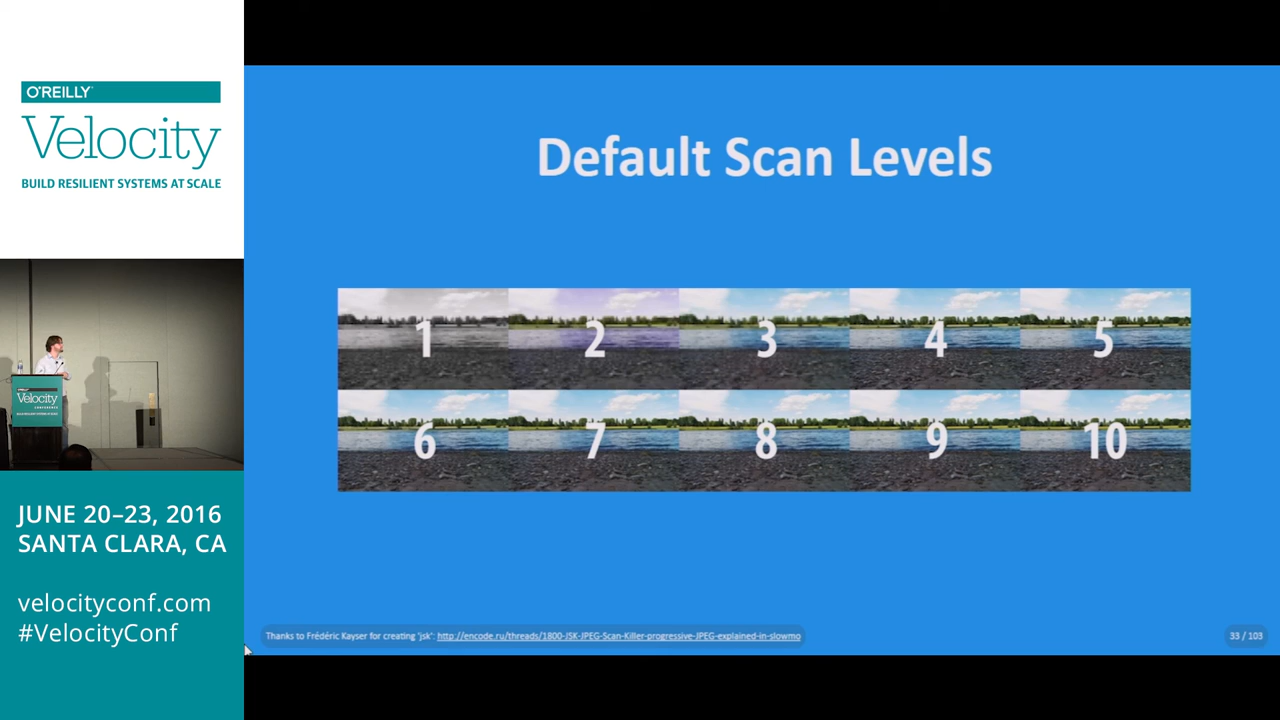 O'REILLY
Velocity
BUILD RESILIENT SYSTEMS AT SCALE
Velocity
JUNE 20–23, 2016
SANTA CLARA, CA
velocityconf.com
#VelocityConf
Default Scan Levels
1 2 3 4 5
6 7 8 9 10
Thanks to Frédéric Kayser for creating 'jsk': http://encode.ru/threads/1800-JSK-JPEG-Scan-Killer-progressive-JPEG-explained-in-slowmo
33 / 103